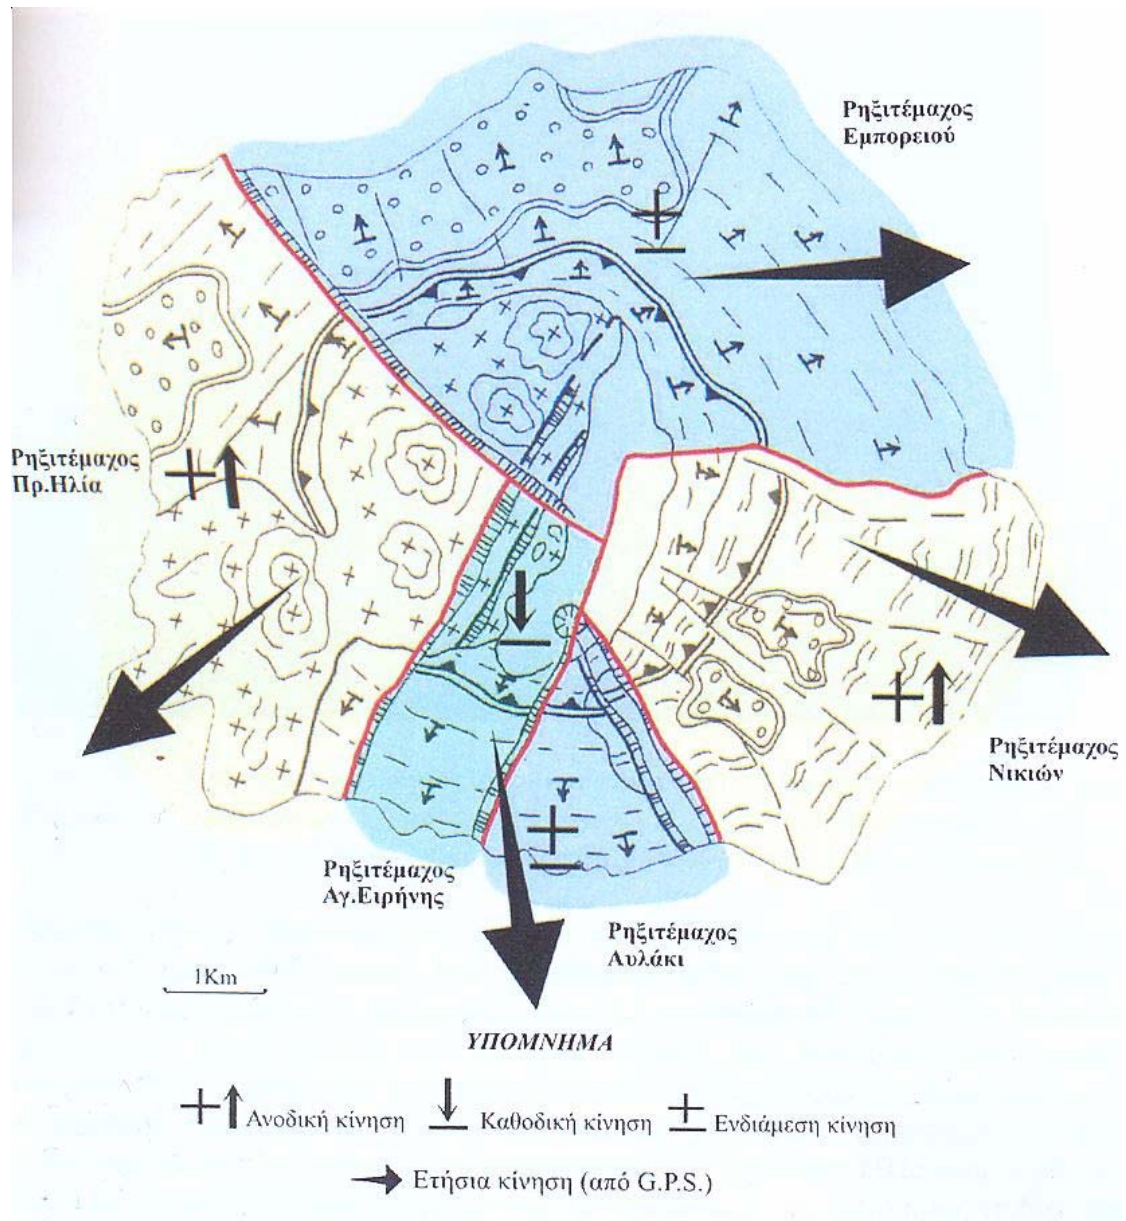 Ρηξιτέμαχος
Εμπορειού
Ρηξιτέμαχος
Πρ.Ηλία
Ρηξιτέμαχος
Νικιών
Ρηξιτέμαχος
Αγ.Ειρήνης
Ρηξιτέμαχος
Αυλάκι
1Km
ΥΠΟΜΝΗΜΑ
Ανοδική κίνηση
Καθοδική κίνηση
Ενδιάμεση κίνηση
Ετήσια κίνηση (από G.P.S.)